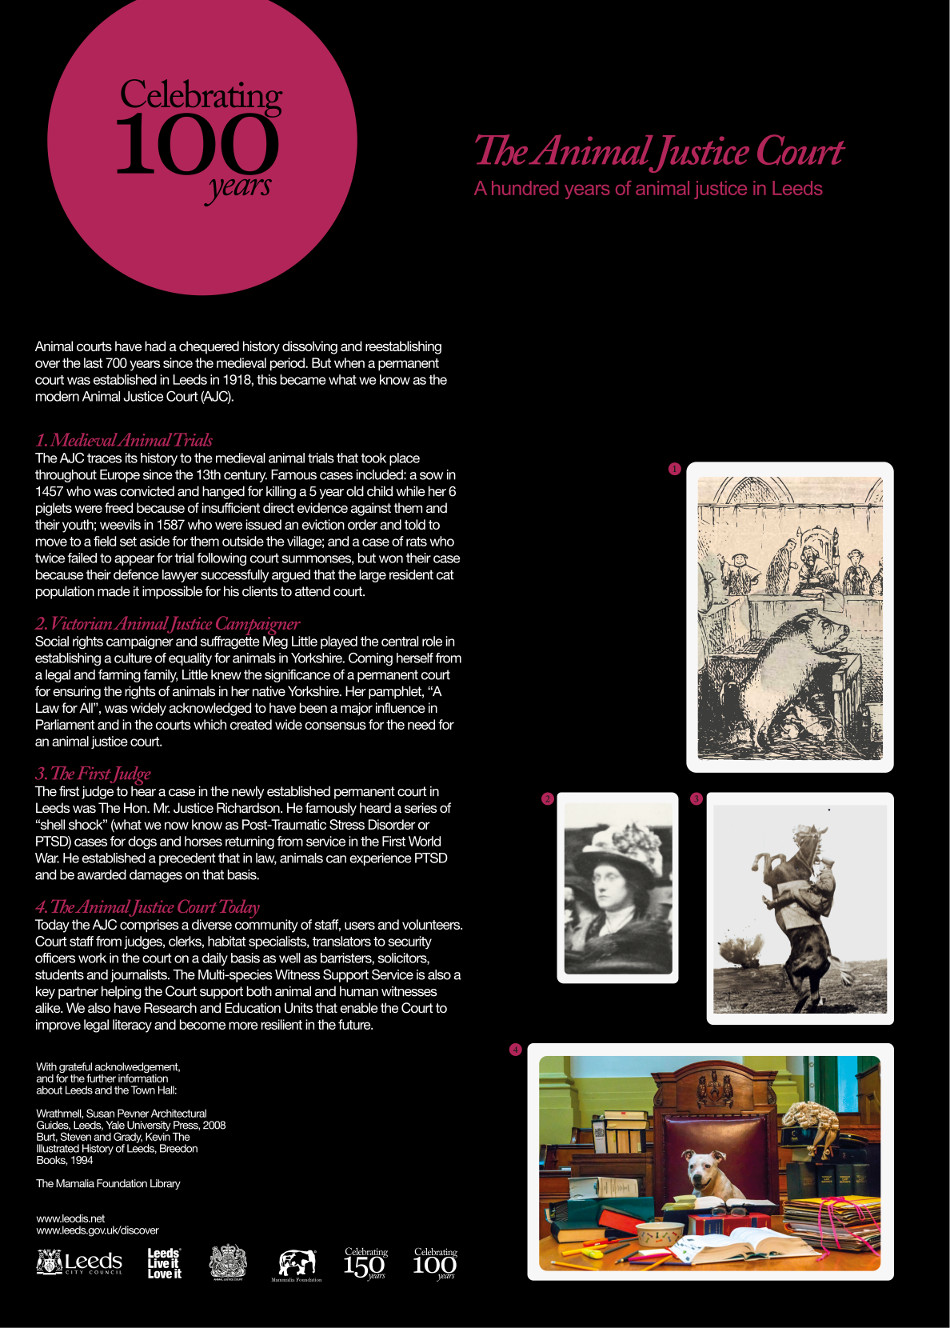 Celebrating
100
years
The Animal Justice Court
A hundred years of animal justice in Leeds
Animal courts have had a chequered history dissolving and reestablishing
over the last 700 years since the medieval period. But when a permanent
court was established in Leeds in 1918, this became what we know as the
modern Animal Justice Court (AJC).
1. Medieval Animal Trials
The AJC traces its history to the medieval animal trials that took place
throughout Europe since the 13th century. Famous cases included: a sow in
1457 who was convicted and hanged for killing a 5 year old child while her 6
piglets were freed because of insufficient direct evidence against them and
their youth; weevils in 1587 who were issued an eviction order and told to
move to a field set aside for them outside the village; and a case of rats who
twice failed to appear for trial following court summonses, but won their case
because their defence lawyer successfully argued that the large resident cat
population made it impossible for his clients to attend court.
2. Victorian Animal Justice Campaigner
Social rights campaigner and suffragette Meg Little played the central role in
establishing a culture of equality for animals in Yorkshire. Coming herself from
a legal and farming family, Little knew the significance of a permanent court
for ensuring the rights of animals in her native Yorkshire. Her pamphlet, “A
Law for All”, was widely acknowledged to have been a major influence in
Parliament and in the courts which created wide consensus for the need for
an animal justice court.
3. The First Judge
The first judge to hear a case in the newly established permanent court in
Leeds was The Hon. Mr. Justice Richardson. He famously heard a series of
“shell shock” (what we now know as Post-Traumatic Stress Disorder or
PTSD) cases for dogs and horses returning from service in the First World
War. He established a precedent that in law, animals can experience PTSD
and be awarded damages on that basis.
4. The Animal Justice Court Today
Today the AJC comprises a diverse community of staff, users and volunteers.
Court staff from judges, clerks, habitat specialists, translators to security
officers work in the court on a daily basis as well as barristers, solicitors,
students and journalists. The Multi-species Witness Support Service is also a
key partner helping the Court support both animal and human witnesses
alike. We also have Research and Education Units that enable the Court to
improve legal literacy and become more resilient in the future.
1
2
3
4
With grateful acknolwedgement,
and for the further information
about Leeds and the Town Hall:
Wrathmell, Susan Pevner Architectural
Guides, Leeds, Yale University Press, 2008
Burt, Steven and Grady, Kevin The
Illustrated History of Leeds, Breedon
Books, 1994
The Mamalia Foundation Library
www.leodis.net
www.leeds.gov.uk/discover
Leeds
CITY COUNCIL
Leeds
Live it
Love it
Mammalia Foundation
Celebrating
150
years
Celebrating
100
years